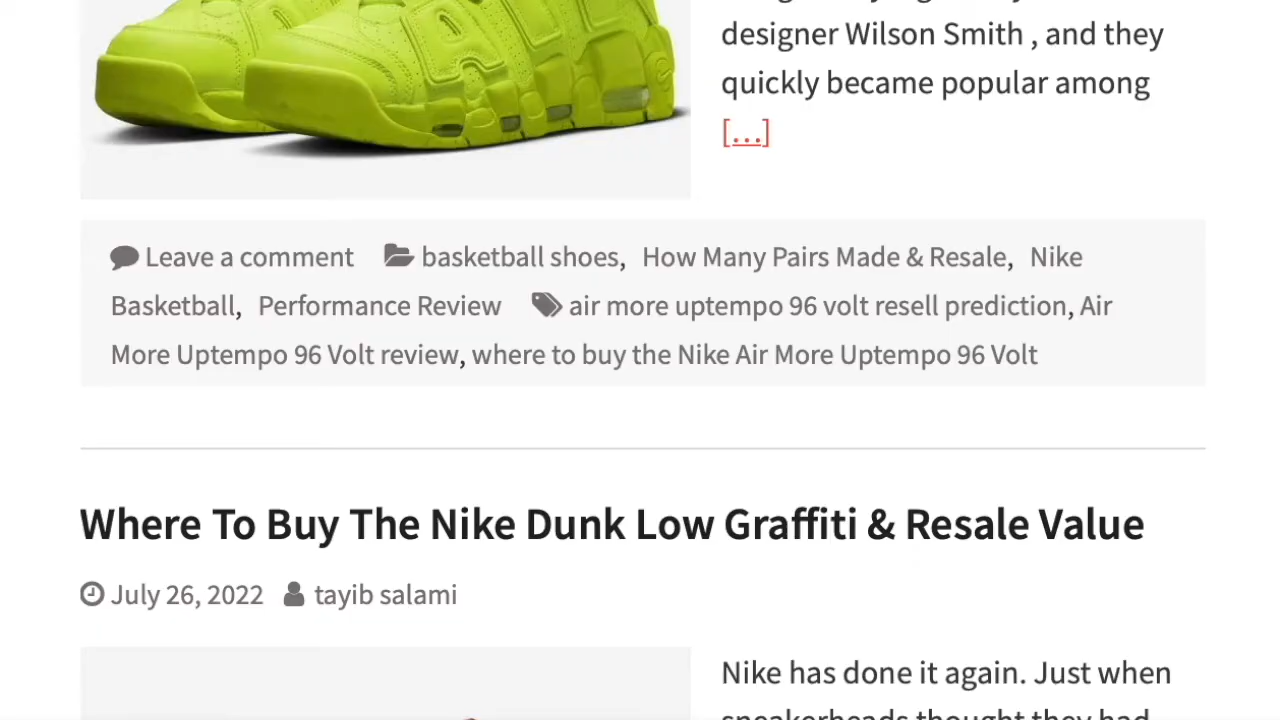 designer Wilson Smith , and they
quickly became popular among
[...]
Leave a comment basketball shoes, How Many Pairs Made & Resale, Nike
Basketball, Performance Review air more uptempo 96 volt resell prediction, Air
More Uptempo 96 Volt review, where to buy the Nike Air More Uptempo 96 Volt
Where To Buy The Nike Dunk Low Graffiti & Resale Value
July 26, 2022 tayib salami
Nike has done it again. Just when
sneakerheads thought they had